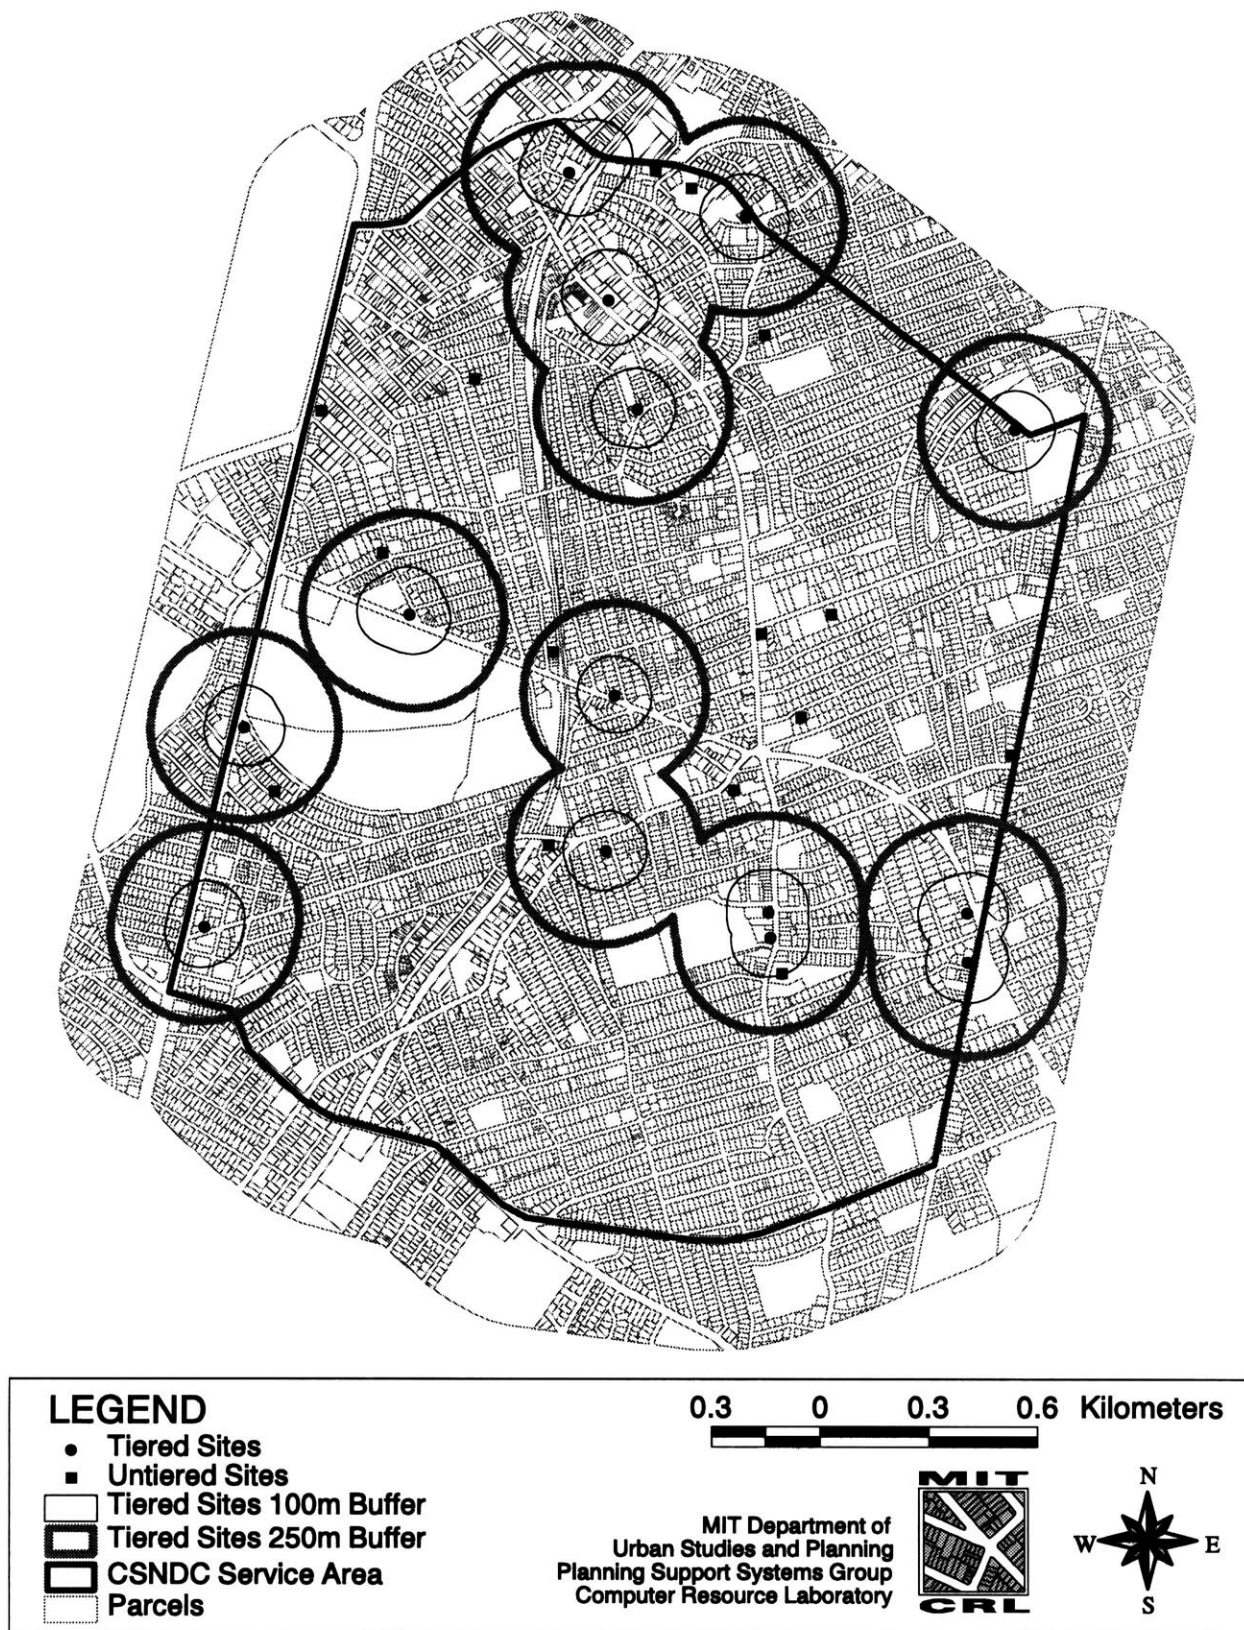 LEGEND
Tiered Sites
Untiered Sites
Tiered Sites 100m Buffer
Tiered Sites 250m Buffer
CSNDC Service Area
Parcels
0.3 0 0.3 0.6 Kilometers
MIT Department of
Urban Studies and Planning
Planning Support Systems Group
Computer Resource Laboratory
MIT
CRL
N
W E
S